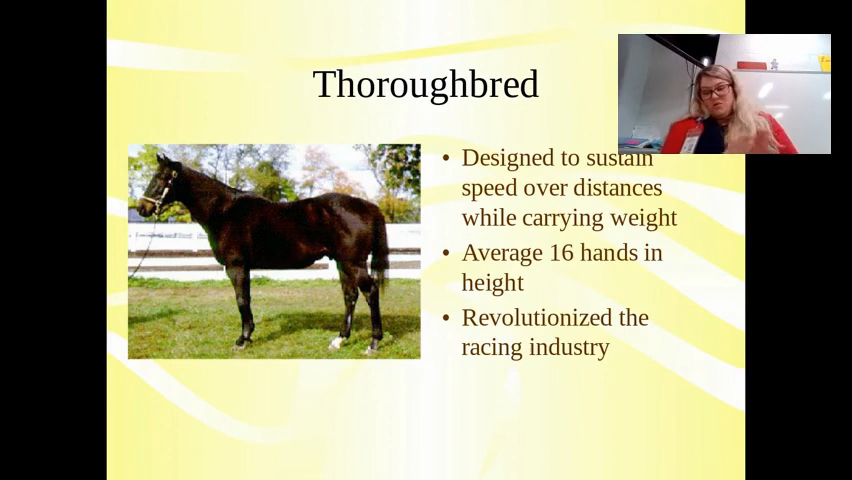 Thoroughbred
• Designed to sustain
speed over distances
while carrying weight
• Average 16 hands in
height
• Revolutionized the
racing industry